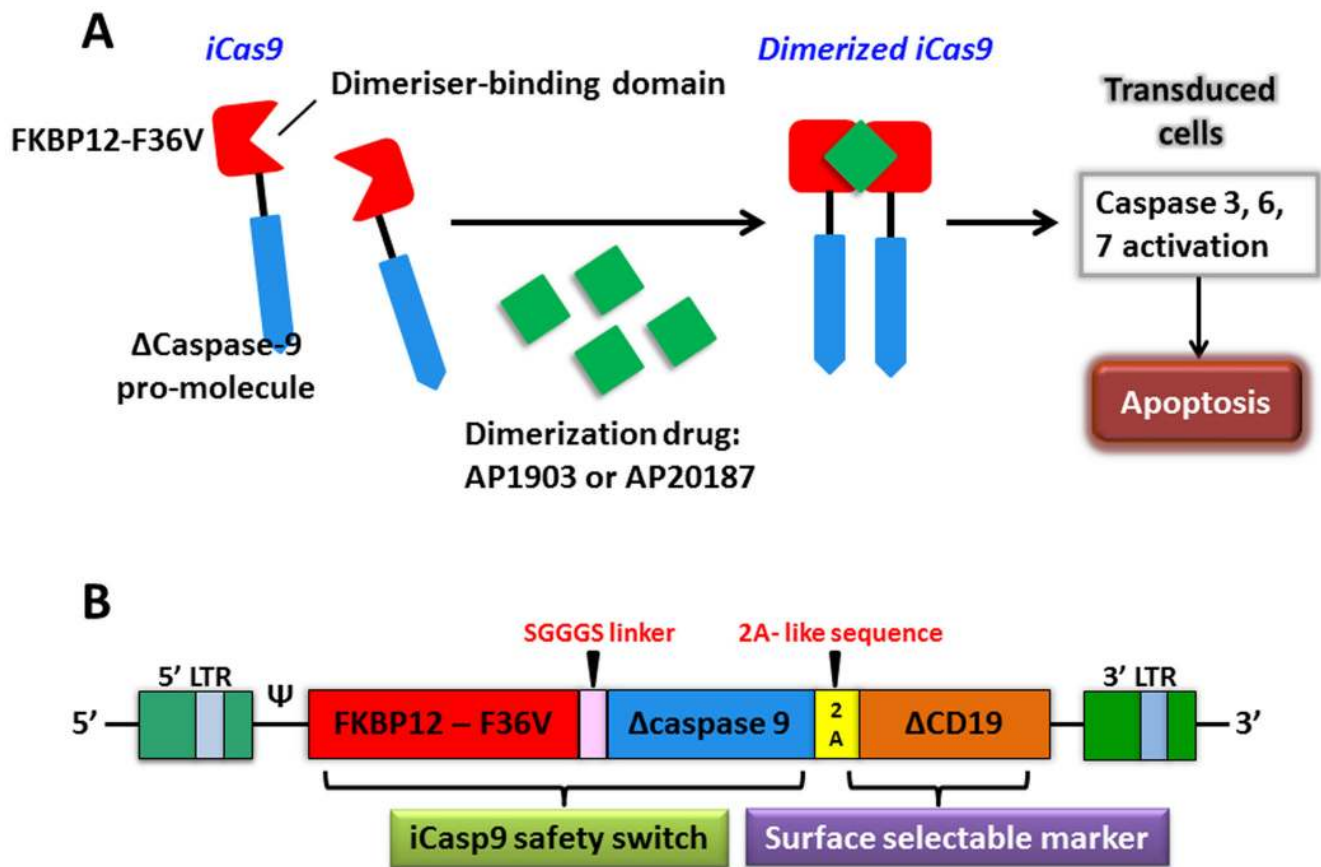 A
iCas9
Dimerized iCas9
Dimeriser-binding domain
FKBP12-F36V
Transduced
cells
Caspase 3, 6,
7 activation
ΔCaspase-9
pro-molecule
Apoptosis
Dimerization drug:
AP1903 or AP20187
B
SGGGS linker
2A- like sequence
5’ LTR
Ψ
3’ LTR
5’
FKBP12 – F36V
Δcaspase 9
2
A
ΔCD19
3’
iCasp9 safety switch
Surface selectable marker